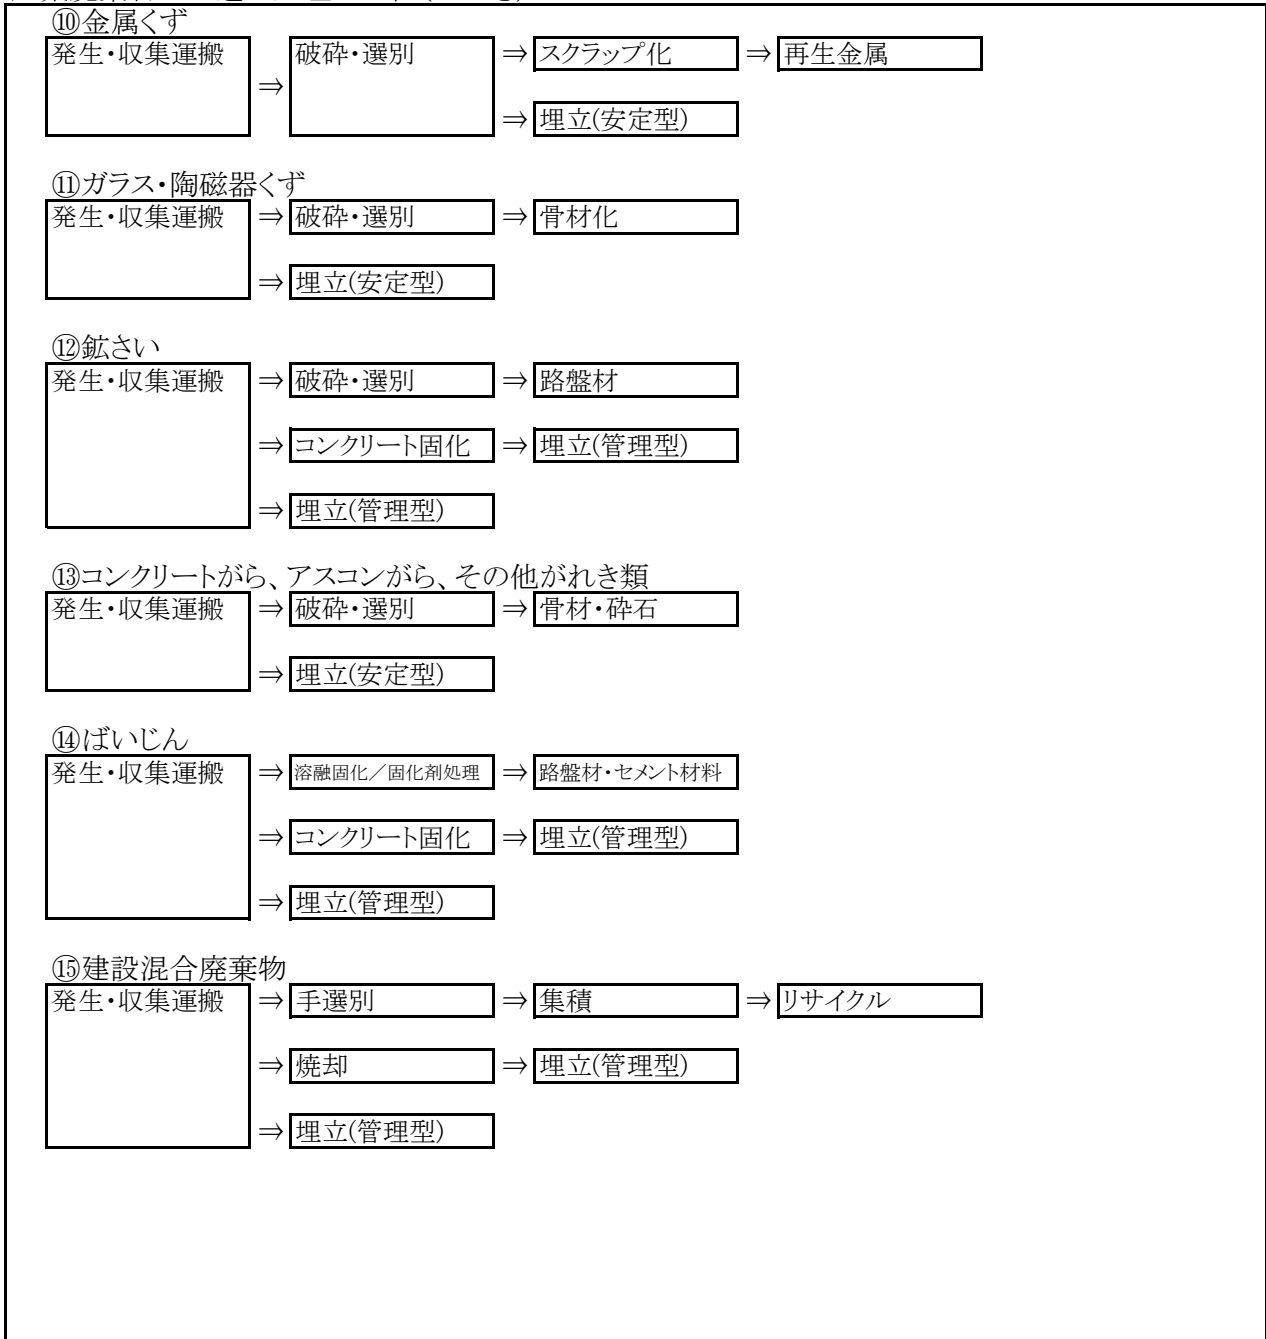 ⑩金属くず
発生・収集運搬 ⇒ 破砕・選別 ⇒ スクラップ化 ⇒ 再生金属
⇒ 埋立(安定型)
⑪ガラス・陶磁器くず
発生・収集運搬 ⇒ 破砕・選別 ⇒ 骨材化
⇒ 埋立(安定型)
⑫鉱さい
発生・収集運搬 ⇒ 破砕・選別 ⇒ 路盤材
⇒ コンクリート固化 ⇒ 埋立(管理型)
⇒ 埋立(管理型)
⑬コンクリートがら、アスコンがら、その他がれき類
発生・収集運搬 ⇒ 破砕・選別 ⇒ 骨材・砕石
⇒ 埋立(安定型)
⑭ばいじん
発生・収集運搬 ⇒ 溶融固化／固化剤処理 ⇒ 路盤材・セメント材料
⇒ コンクリート固化 ⇒ 埋立(管理型)
⇒ 埋立(管理型)
⑮建設混合廃棄物
発生・収集運搬 ⇒ 手選別 ⇒ 集積 ⇒ リサイクル
⇒ 焼却 ⇒ 埋立(管理型)
⇒ 埋立(管理型)